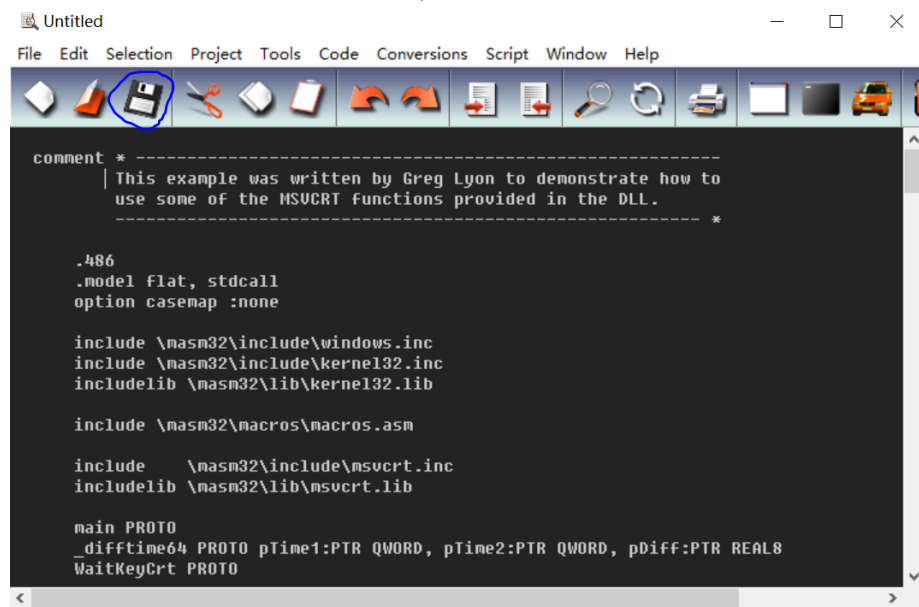 Untitled
File Edit Selection Project Tools Code Conversions Script Window Help
comment * ---------------------------------------------------------
This example was written by Greg Lyon to demonstrate how to
use some of the MSVCRT functions provided in the DLL.
--------------------------------------------------------- *
.486
.model flat, stdcall
option casemap :none
include \masm32\include\windows.inc
include \masm32\include\kernel32.inc
includelib \masm32\lib\kernel32.lib
include \masm32\macros\macros.asm
include    \masm32\include\msvcrt.inc
includelib \masm32\lib\msvcrt.lib
main PROTO
_difftime64 PROTO pTime1:PTR QWORD, pTime2:PTR QWORD, pDiff:PTR REAL8
WaitKeyCrt PROTO